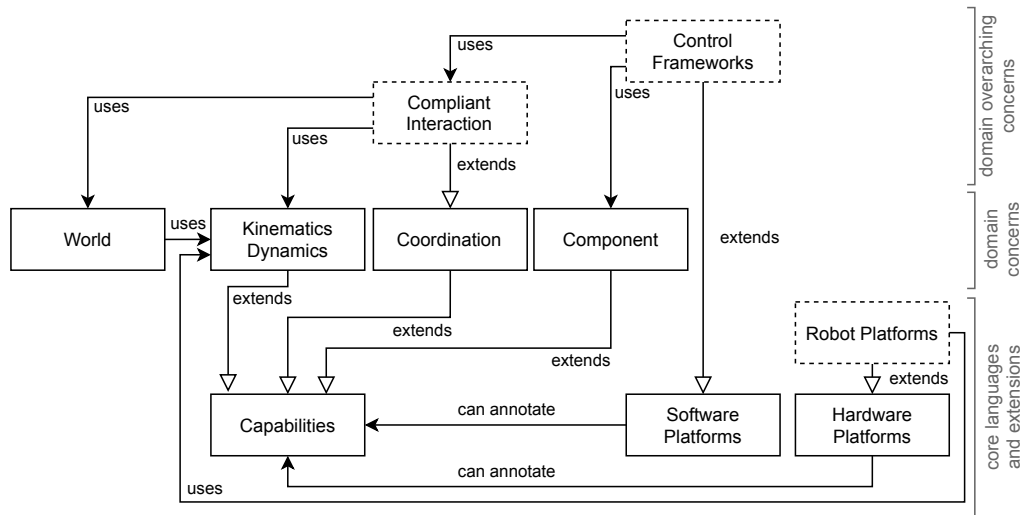 Control
Frameworks
uses
domain overarching
concerns
Compliant
Interaction
uses
uses
uses
extends
World
uses
Kinematics
Dynamics
Coordination
Component
extends
domain
concerns
extends
extends
extends
Robot Platforms
extends
Capabilities
can annotate
Software
Platforms
Hardware
Platforms
can annotate
uses
core languages
and extensions